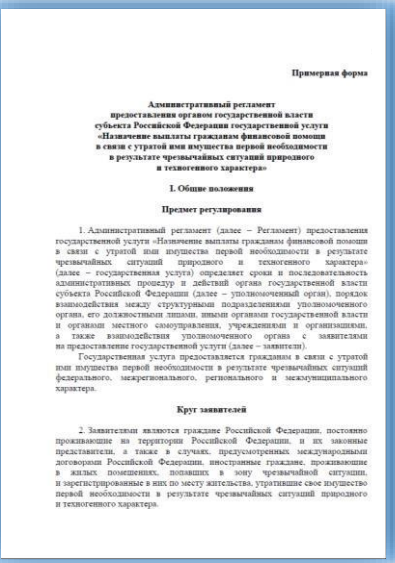 Примерная форма
Административный регламент
предоставления органом государственной власти
субъекта Российской Федерации государственной услуги
«Назначение выплаты гражданам финансовой помощи
в связи с утратой ими имущества первой необходимости
в результате чрезвычайных ситуаций природного
и техногенного характера»
I. Общие положения
Предмет регулирования
1. Административный регламент (далее – Регламент) предоставления
государственной услуги «Назначение выплаты гражданам финансовой помощи
в связи с утратой ими имущества первой необходимости в результате
чрезвычайных ситуаций природного и техногенного характера»
(далее – государственная услуга) определяет сроки и последовательность
административных процедур и действий органа государственной власти
субъекта Российской Федерации (далее – уполномоченный орган), порядок
взаимодействия между структурными подразделениями уполномоченного
органа, его должностными лицами, иными органами государственной власти
и органами местного самоуправления, учреждениями и организациями,
а также взаимодействия уполномоченного органа с заявителями
на предоставление государственной услуги (далее – заявители).
Государственная услуга предоставляется гражданам в связи с утратой
ими имущества первой необходимости в результате чрезвычайных ситуаций
федерального, межрегионального, регионального и межмуниципального
характера.
Круг заявителей
2. Заявителями являются граждане Российской Федерации, постоянно
проживающие на территории Российской Федерации, и их законные
представители, а также в случаях, предусмотренных международными
договорами Российской Федерации, иностранные граждане, проживающие
в жилых помещениях, попавших в зону чрезвычайной ситуации,
и зарегистрированные в них по месту жительства, утратившие свое имущество
первой необходимости в результате чрезвычайных ситуаций природного
и техногенного характера.